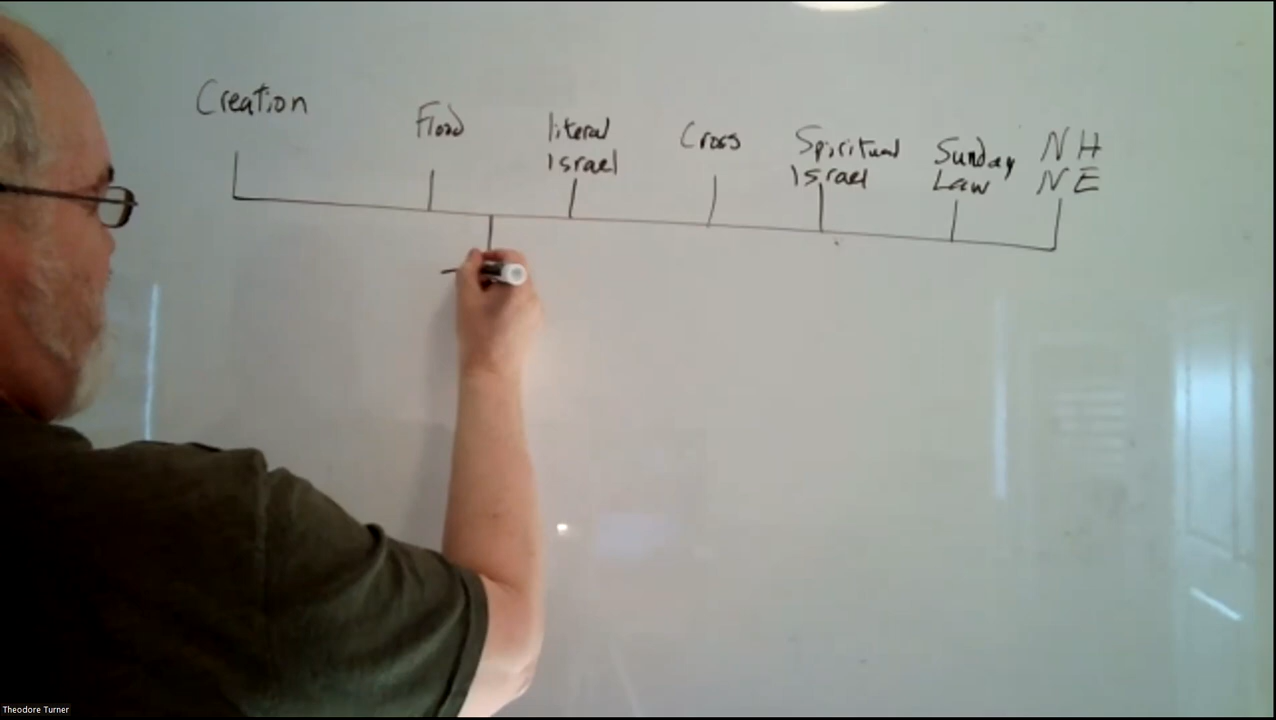 Creation
Flood
literal
Israel
Cross
Spiritual
Israel
Sunday
Law
NH
NE
Theodore Turner